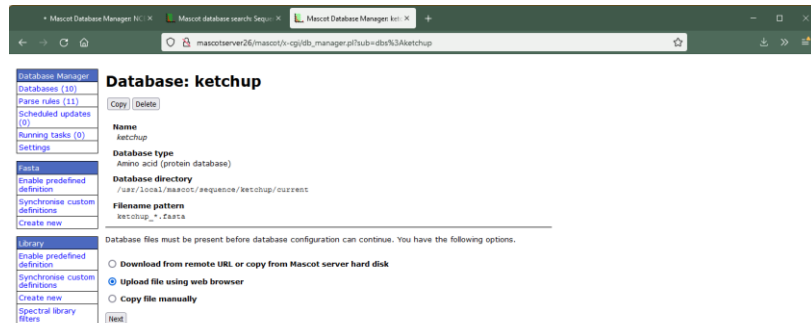 Mascot Database Manager: NCI
Mascot database search: Sequen
Mascot Database Manager: ketc
mascotserver26/mascot/x-cgi/db_manager.pl?sub=dbs%3Aketchup
Database Manager
Databases (10)
Parse rules (11)
Scheduled updates
(0)
Running tasks (0)
Settings
Fasta
Enable predefined
definition
Synchronise custom
definitions
Create new
Library
Enable predefined
definition
Synchronise custom
definitions
Create new
Spectral library
filters
Database: ketchup
Copy Delete
Name
ketchup
Database type
Amino acid (protein database)
Database directory
/usr/local/mascot/sequence/ketchup/current
Filename pattern
ketchup_*.fasta
Database files must be present before database configuration can continue. You have the following options.
Download from remote URL or copy from Mascot server hard disk
Upload file using web browser
Copy file manually
Next